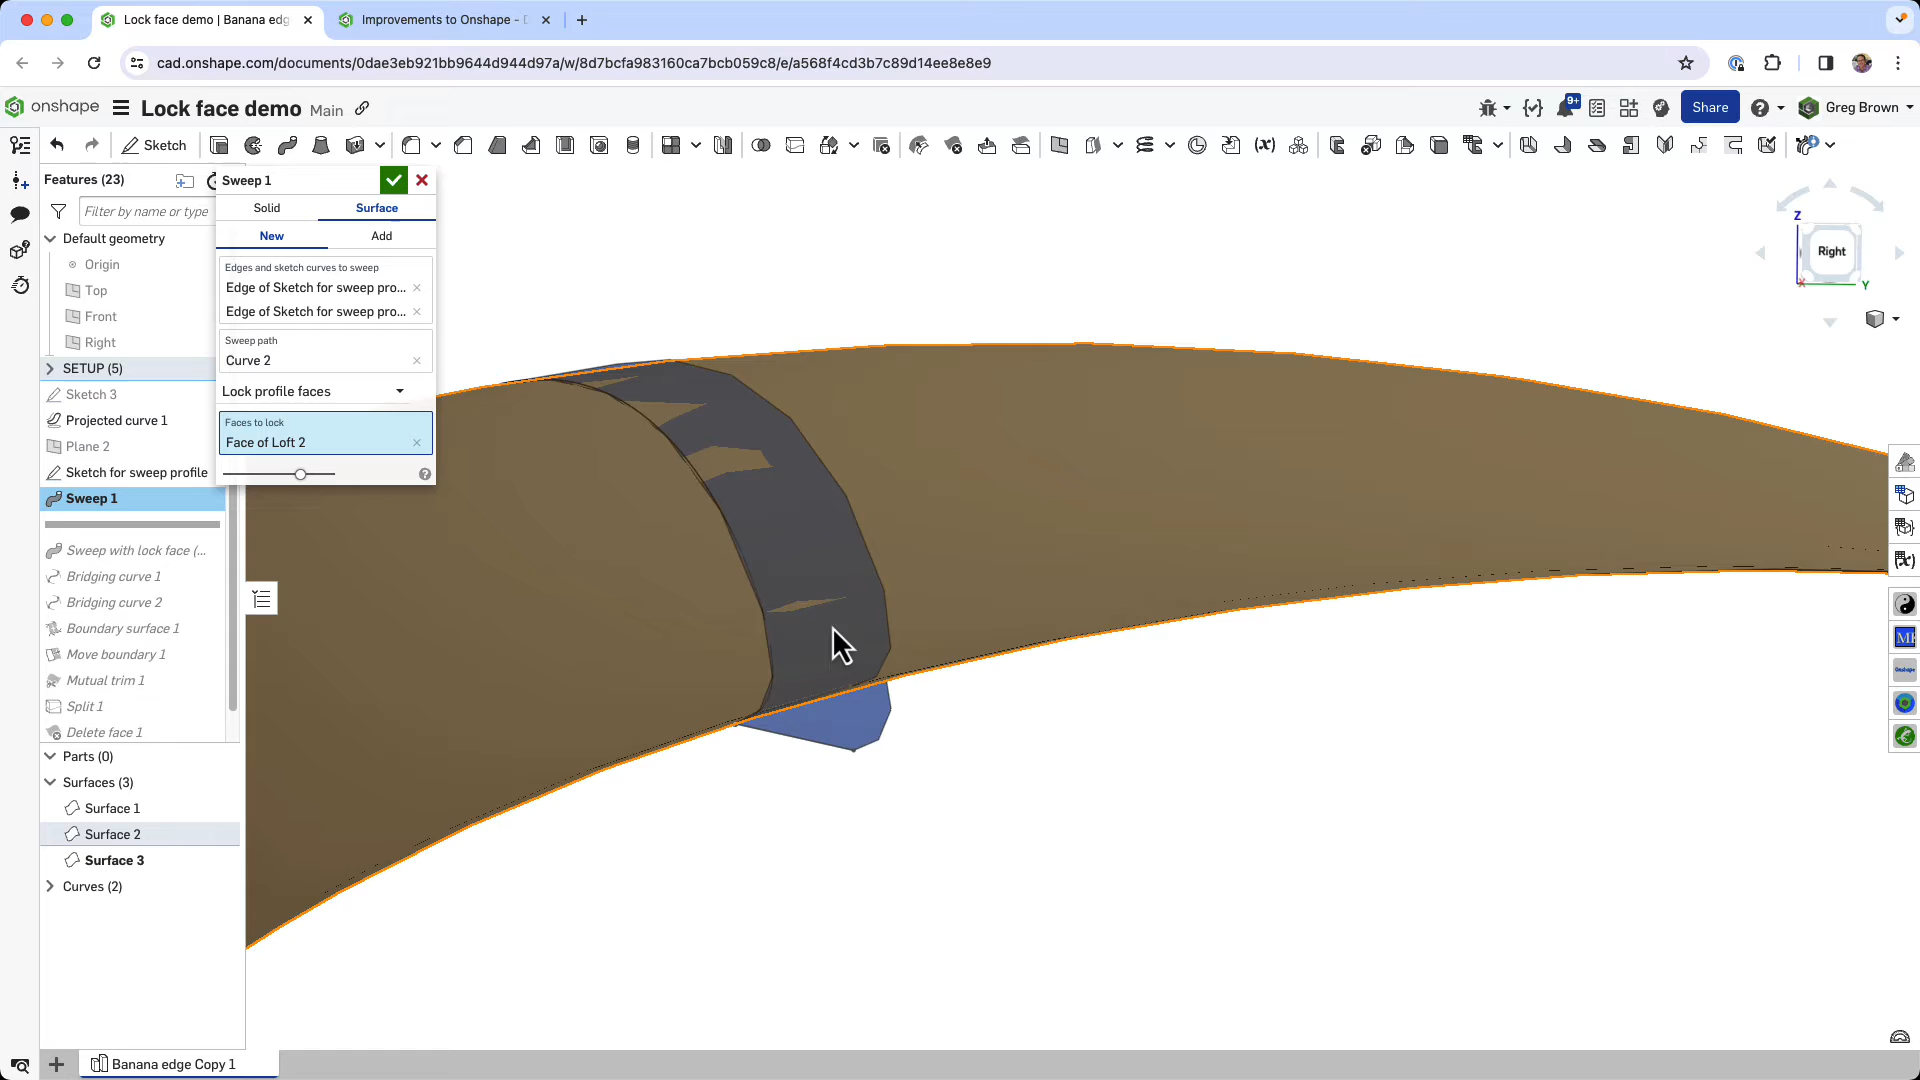 Lock face demo | Banana edg
Improvements to Onshape -
cad.onshape.com/documents/0dae3eb921bb9644d944d97a/w/8d7bcfa983160ca7bcb059c8/e/a568f4cd3b7c89d14ee8e8e9
onshape
Lock face demo
Main
9+
Share
Greg Brown
Sketch
(x)
Features (23)
Filter by name or type
Default geometry
Origin
Top
Front
Right
SETUP (5)
Sketch 3
Projected curve 1
Plane 2
Sketch for sweep profile
Sweep 1
Sweep with lock face (...
Bridging curve 1
Bridging curve 2
Boundary surface 1
Move boundary 1
Mutual trim 1
Split 1
Delete face 1
Parts (0)
Surfaces (3)
Surface 1
Surface 2
Surface 3
Curves (2)
Sweep 1
Solid
Surface
New
Add
Edges and sketch curves to sweep
Edge of Sketch for sweep pro...
Edge of Sketch for sweep pro...
Sweep path
Curve 2
Lock profile faces
Faces to lock
Face of Loft 2
Z
Right
X
Y
Banana edge Copy 1